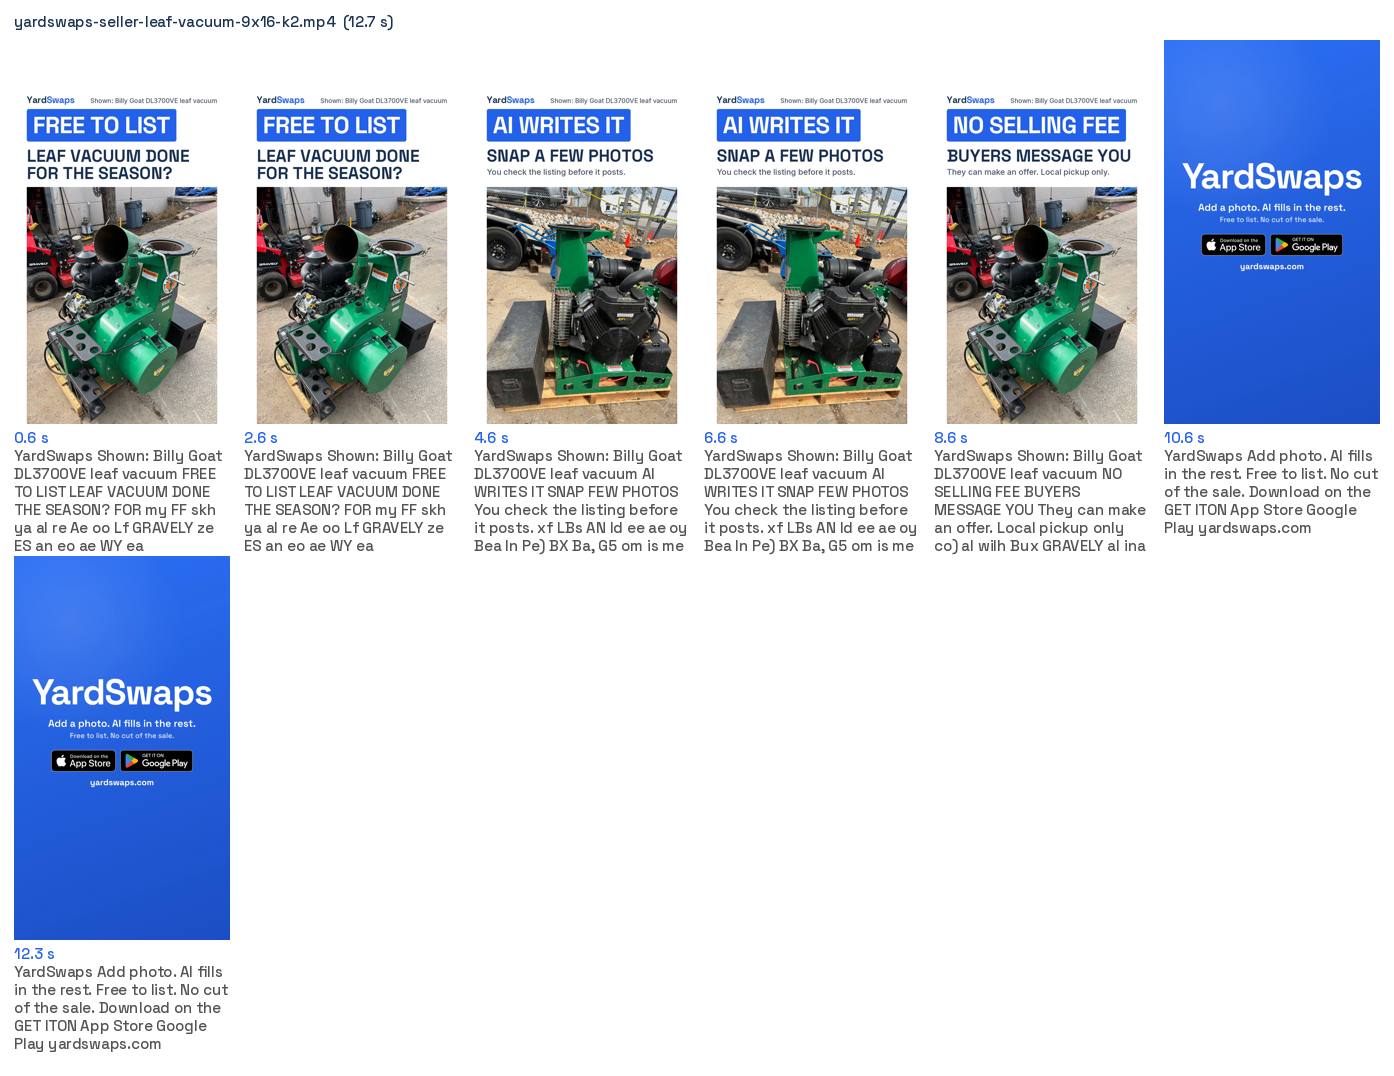 yardswaps-seller-leaf-vacuum-9x16-k2.mp4 (12.7 s)
YardSwaps Shown: Billy Goat DL3700VE leaf vacuum
FREE TO LIST
LEAF VACUUM DONE
FOR THE SEASON?
GRAVELY
0.6 s
YardSwaps Shown: Billy Goat
DL3700VE leaf vacuum FREE
TO LIST LEAF VACUUM DONE
THE SEASON? FOR my FF skh
ya al re Ae oo Lf GRAVELY ze
ES an eo ae WY ea
YardSwaps Shown: Billy Goat DL3700VE leaf vacuum
FREE TO LIST
LEAF VACUUM DONE
FOR THE SEASON?
GRAVELY
2.6 s
YardSwaps Shown: Billy Goat
DL3700VE leaf vacuum FREE
TO LIST LEAF VACUUM DONE
THE SEASON? FOR my FF skh
ya al re Ae oo Lf GRAVELY ze
ES an eo ae WY ea
YardSwaps Shown: Billy Goat DL3700VE leaf vacuum
AI WRITES IT
SNAP A FEW PHOTOS
You check the listing before it posts.
4.6 s
YardSwaps Shown: Billy Goat
DL3700VE leaf vacuum AI
WRITES IT SNAP FEW PHOTOS
You check the listing before
it posts. xf LBs AN Id ee ae oy
Bea In Pe) BX Ba, G5 om is me
YardSwaps Shown: Billy Goat DL3700VE leaf vacuum
AI WRITES IT
SNAP A FEW PHOTOS
You check the listing before it posts.
6.6 s
YardSwaps Shown: Billy Goat
DL3700VE leaf vacuum AI
WRITES IT SNAP FEW PHOTOS
You check the listing before
it posts. xf LBs AN Id ee ae oy
Bea In Pe) BX Ba, G5 om is me
YardSwaps Shown: Billy Goat DL3700VE leaf vacuum
NO SELLING FEE
BUYERS MESSAGE YOU
They can make an offer. Local pickup only.
GRAVELY
8.6 s
YardSwaps Shown: Billy Goat
DL3700VE leaf vacuum NO
SELLING FEE BUYERS
MESSAGE YOU They can make
an offer. Local pickup only
co) al wilh Bux GRAVELY al ina
YardSwaps
Add a photo. AI fills in the rest.
Free to list. No cut of the sale.
Download on the
App Store
GET IT ON
Google Play
yardswaps.com
10.6 s
YardSwaps Add photo. AI fills
in the rest. Free to list. No cut
of the sale. Download on the
GET ITON App Store Google
Play yardswaps.com
YardSwaps
Add a photo. AI fills in the rest.
Free to list. No cut of the sale.
Download on the
App Store
GET IT ON
Google Play
yardswaps.com
12.3 s
YardSwaps Add photo. AI fills
in the rest. Free to list. No cut
of the sale. Download on the
GET ITON App Store Google
Play yardswaps.com